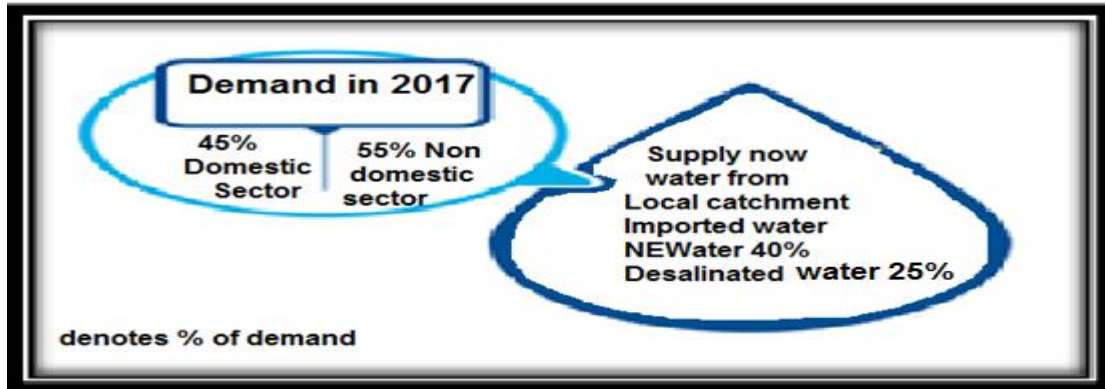 Demand in 2017
45%
Domestic
Sector
55% Non
domestic
sector
Supply now
water from
Local catchment
Imported water
NEWater 40%
Desalinated water 25%
denotes % of demand